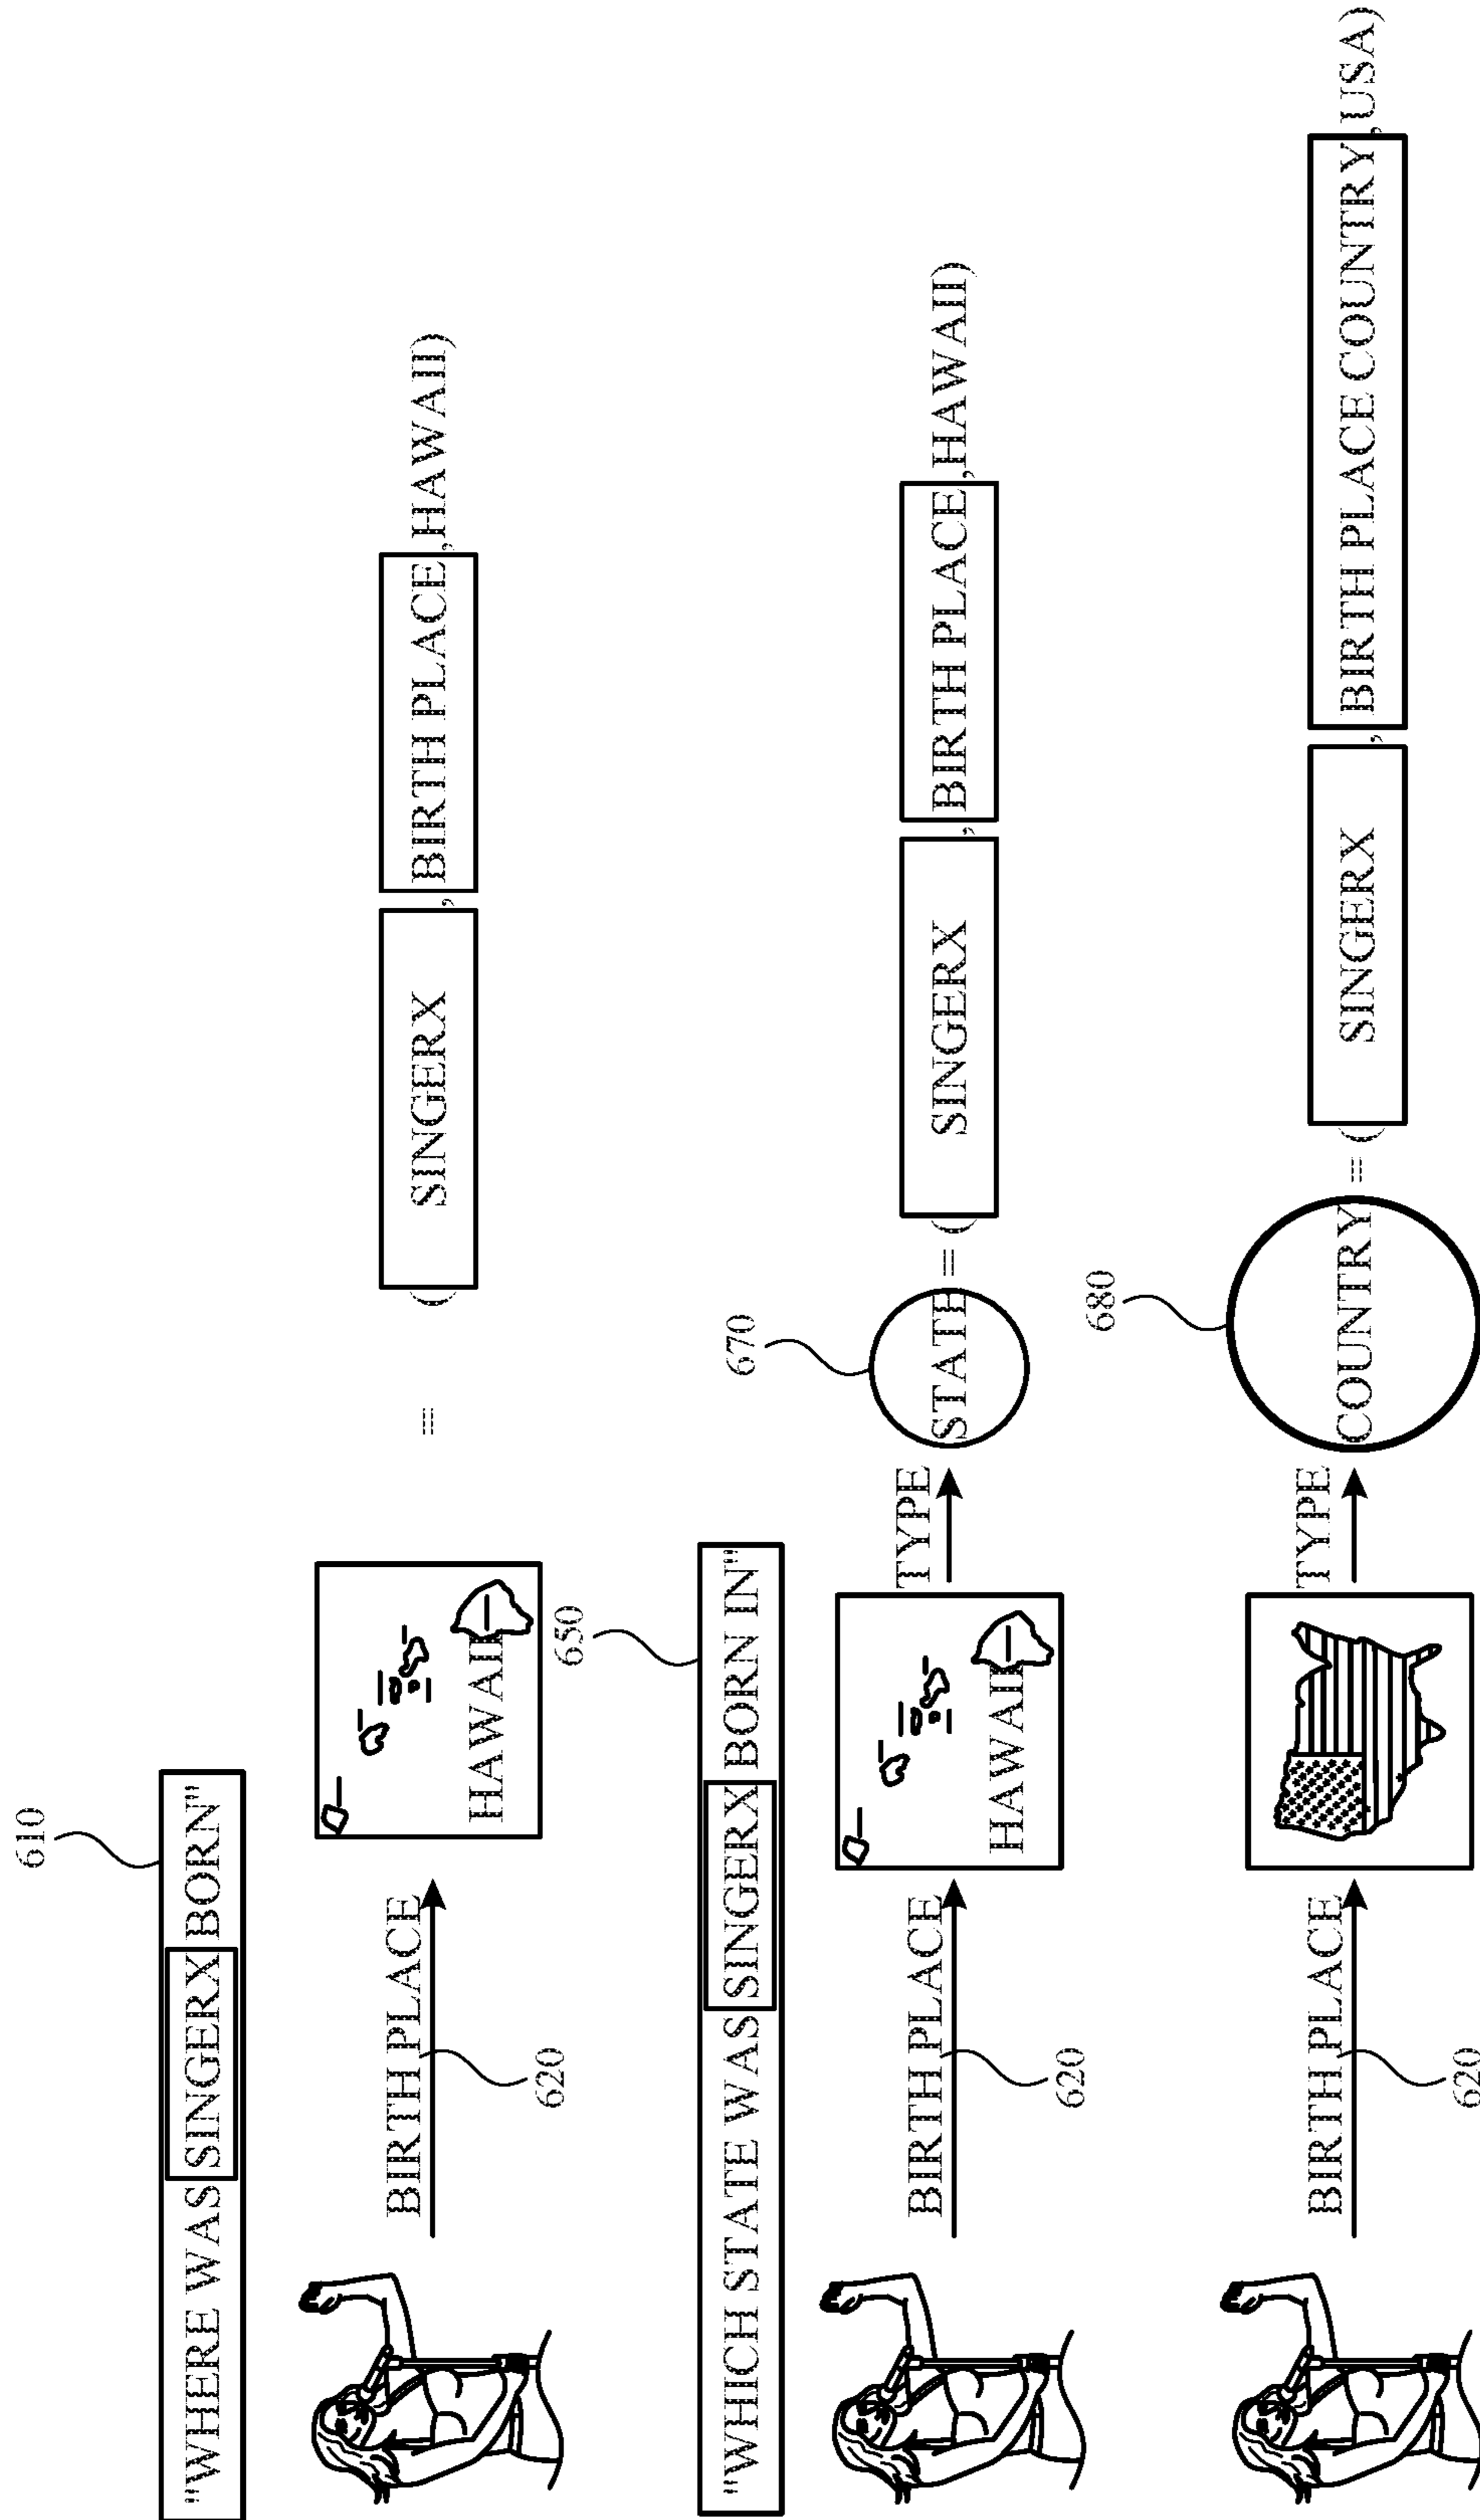 610
"WHERE WAS SINGERX BORN"
BIRTH PLACE
620
HAWAII
= ( SINGERX , BIRTH PLACE ,HAWAII)
650
"WHICH STATE WAS SINGERX BORN IN"
BIRTH PLACE
620
HAWAII
TYPE
670
STATE = ( SINGERX , BIRTH PLACE ,HAWAII)
BIRTH PLACE
620
TYPE
680
COUNTRY = ( SINGERX , BIRTH PLACE COUNTRY ,USA)